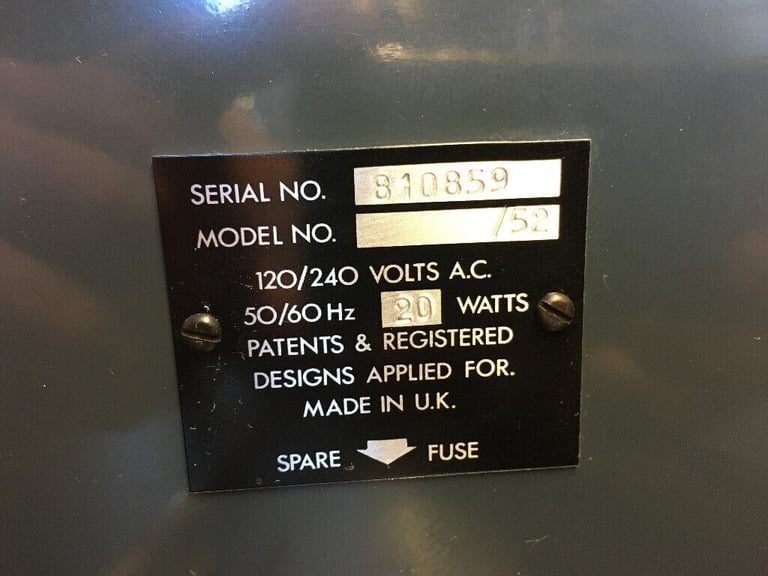 SERIAL NO. 810859
MODEL NO. /52
120/240 VOLTS A.C.
50/60 Hz 20 WATTS
PATENTS & REGISTERED
DESIGNS APPLIED FOR.
MADE IN U.K.
SPARE FUSE